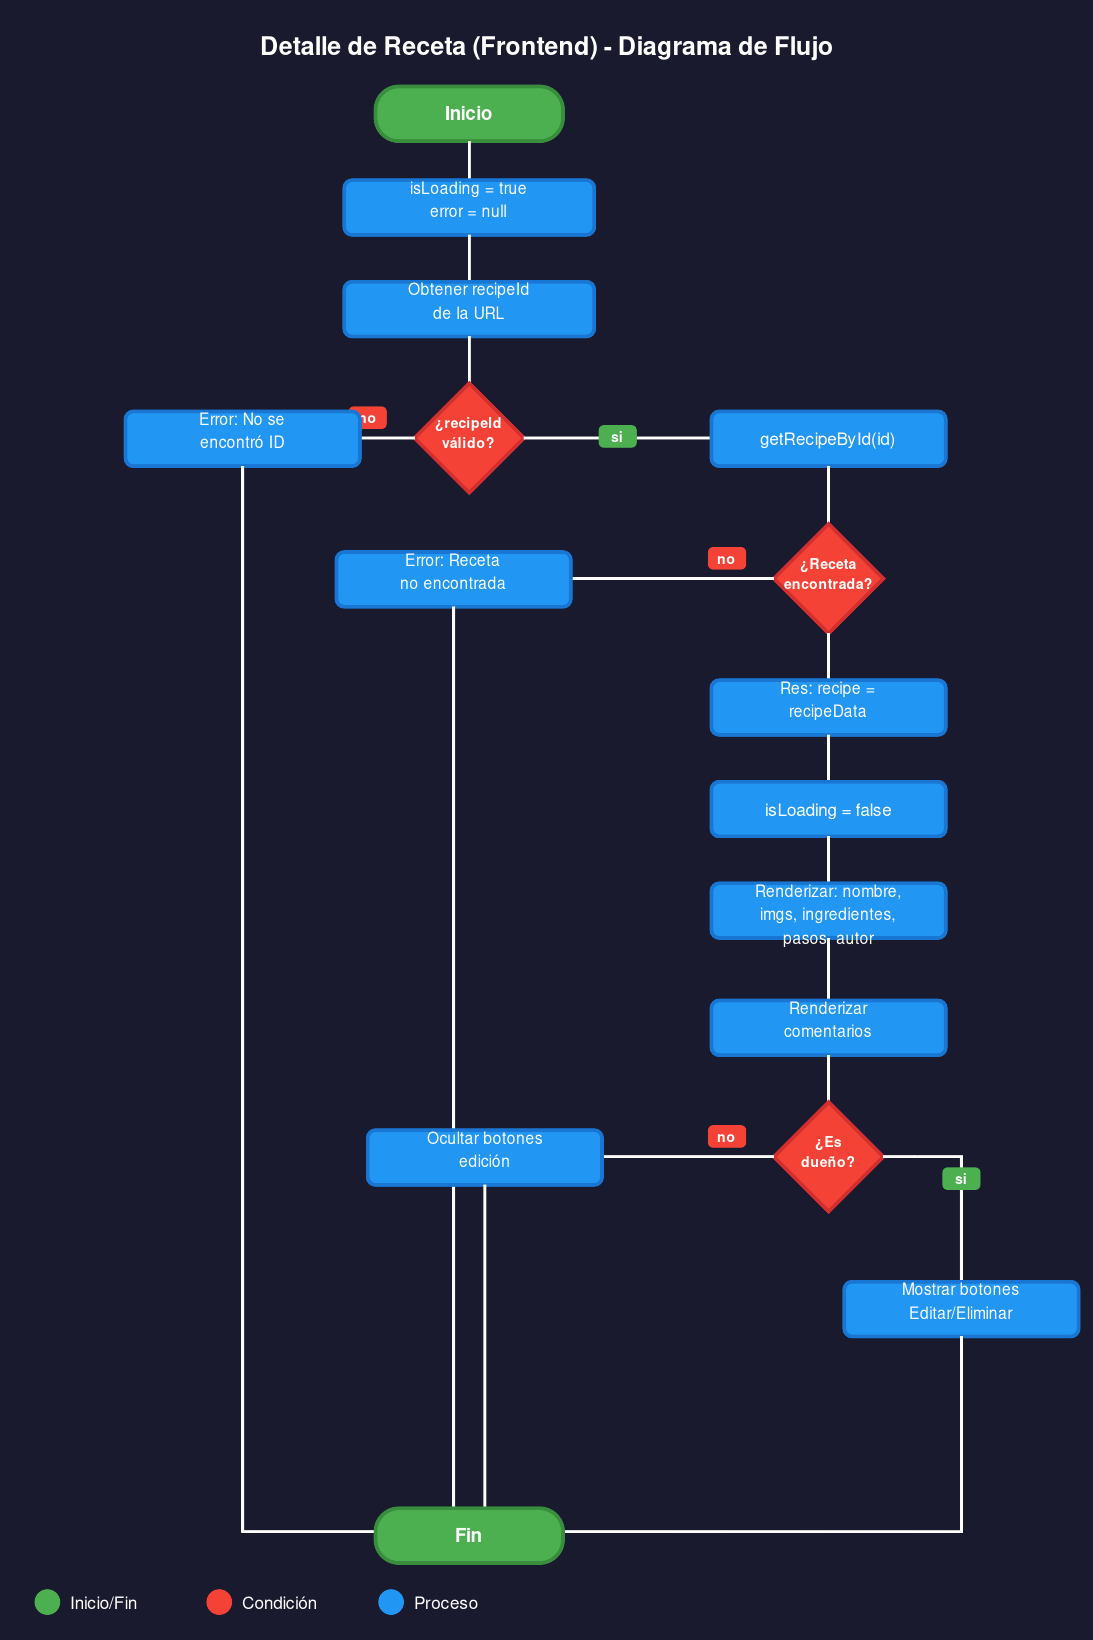 Detalle de Receta (Frontend) - Diagrama de Flujo
Inicio
isLoading = true
error = null
Obtener recipeId
de la URL
¿recipeId
válido?
no
Error: No se
encontró ID
si
getRecipeById(id)
¿Receta
encontrada?
no
Error: Receta
no encontrada
Res: recipe =
recipeData
isLoading = false
Renderizar: nombre,
imgs, ingredientes,
pasos, autor
Renderizar
comentarios
¿Es
dueño?
no
Ocultar botones
edición
si
Mostrar botones
Editar/Eliminar
Fin
Inicio/Fin
Condición
Proceso